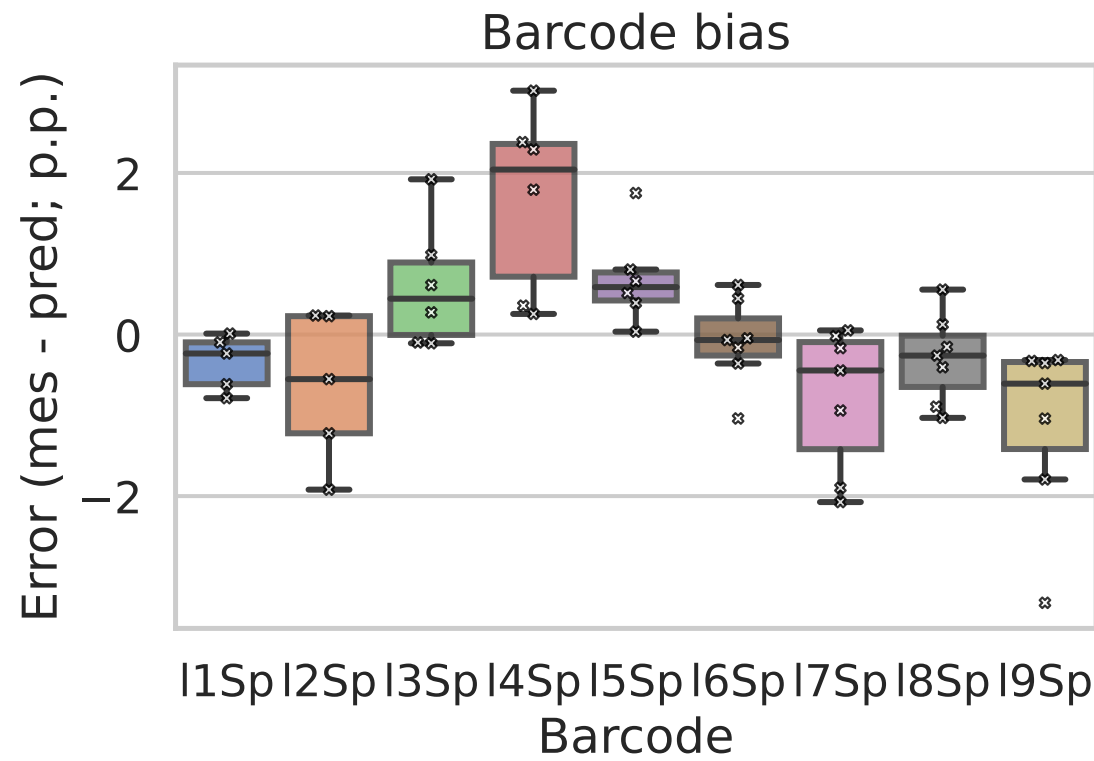 Barcode bias
Error (mes - pred; p.p.)
2
0
−2
l1Sp l2Sp l3Sp l4Sp l5Sp l6Sp l7Sp l8Sp l9Sp
Barcode